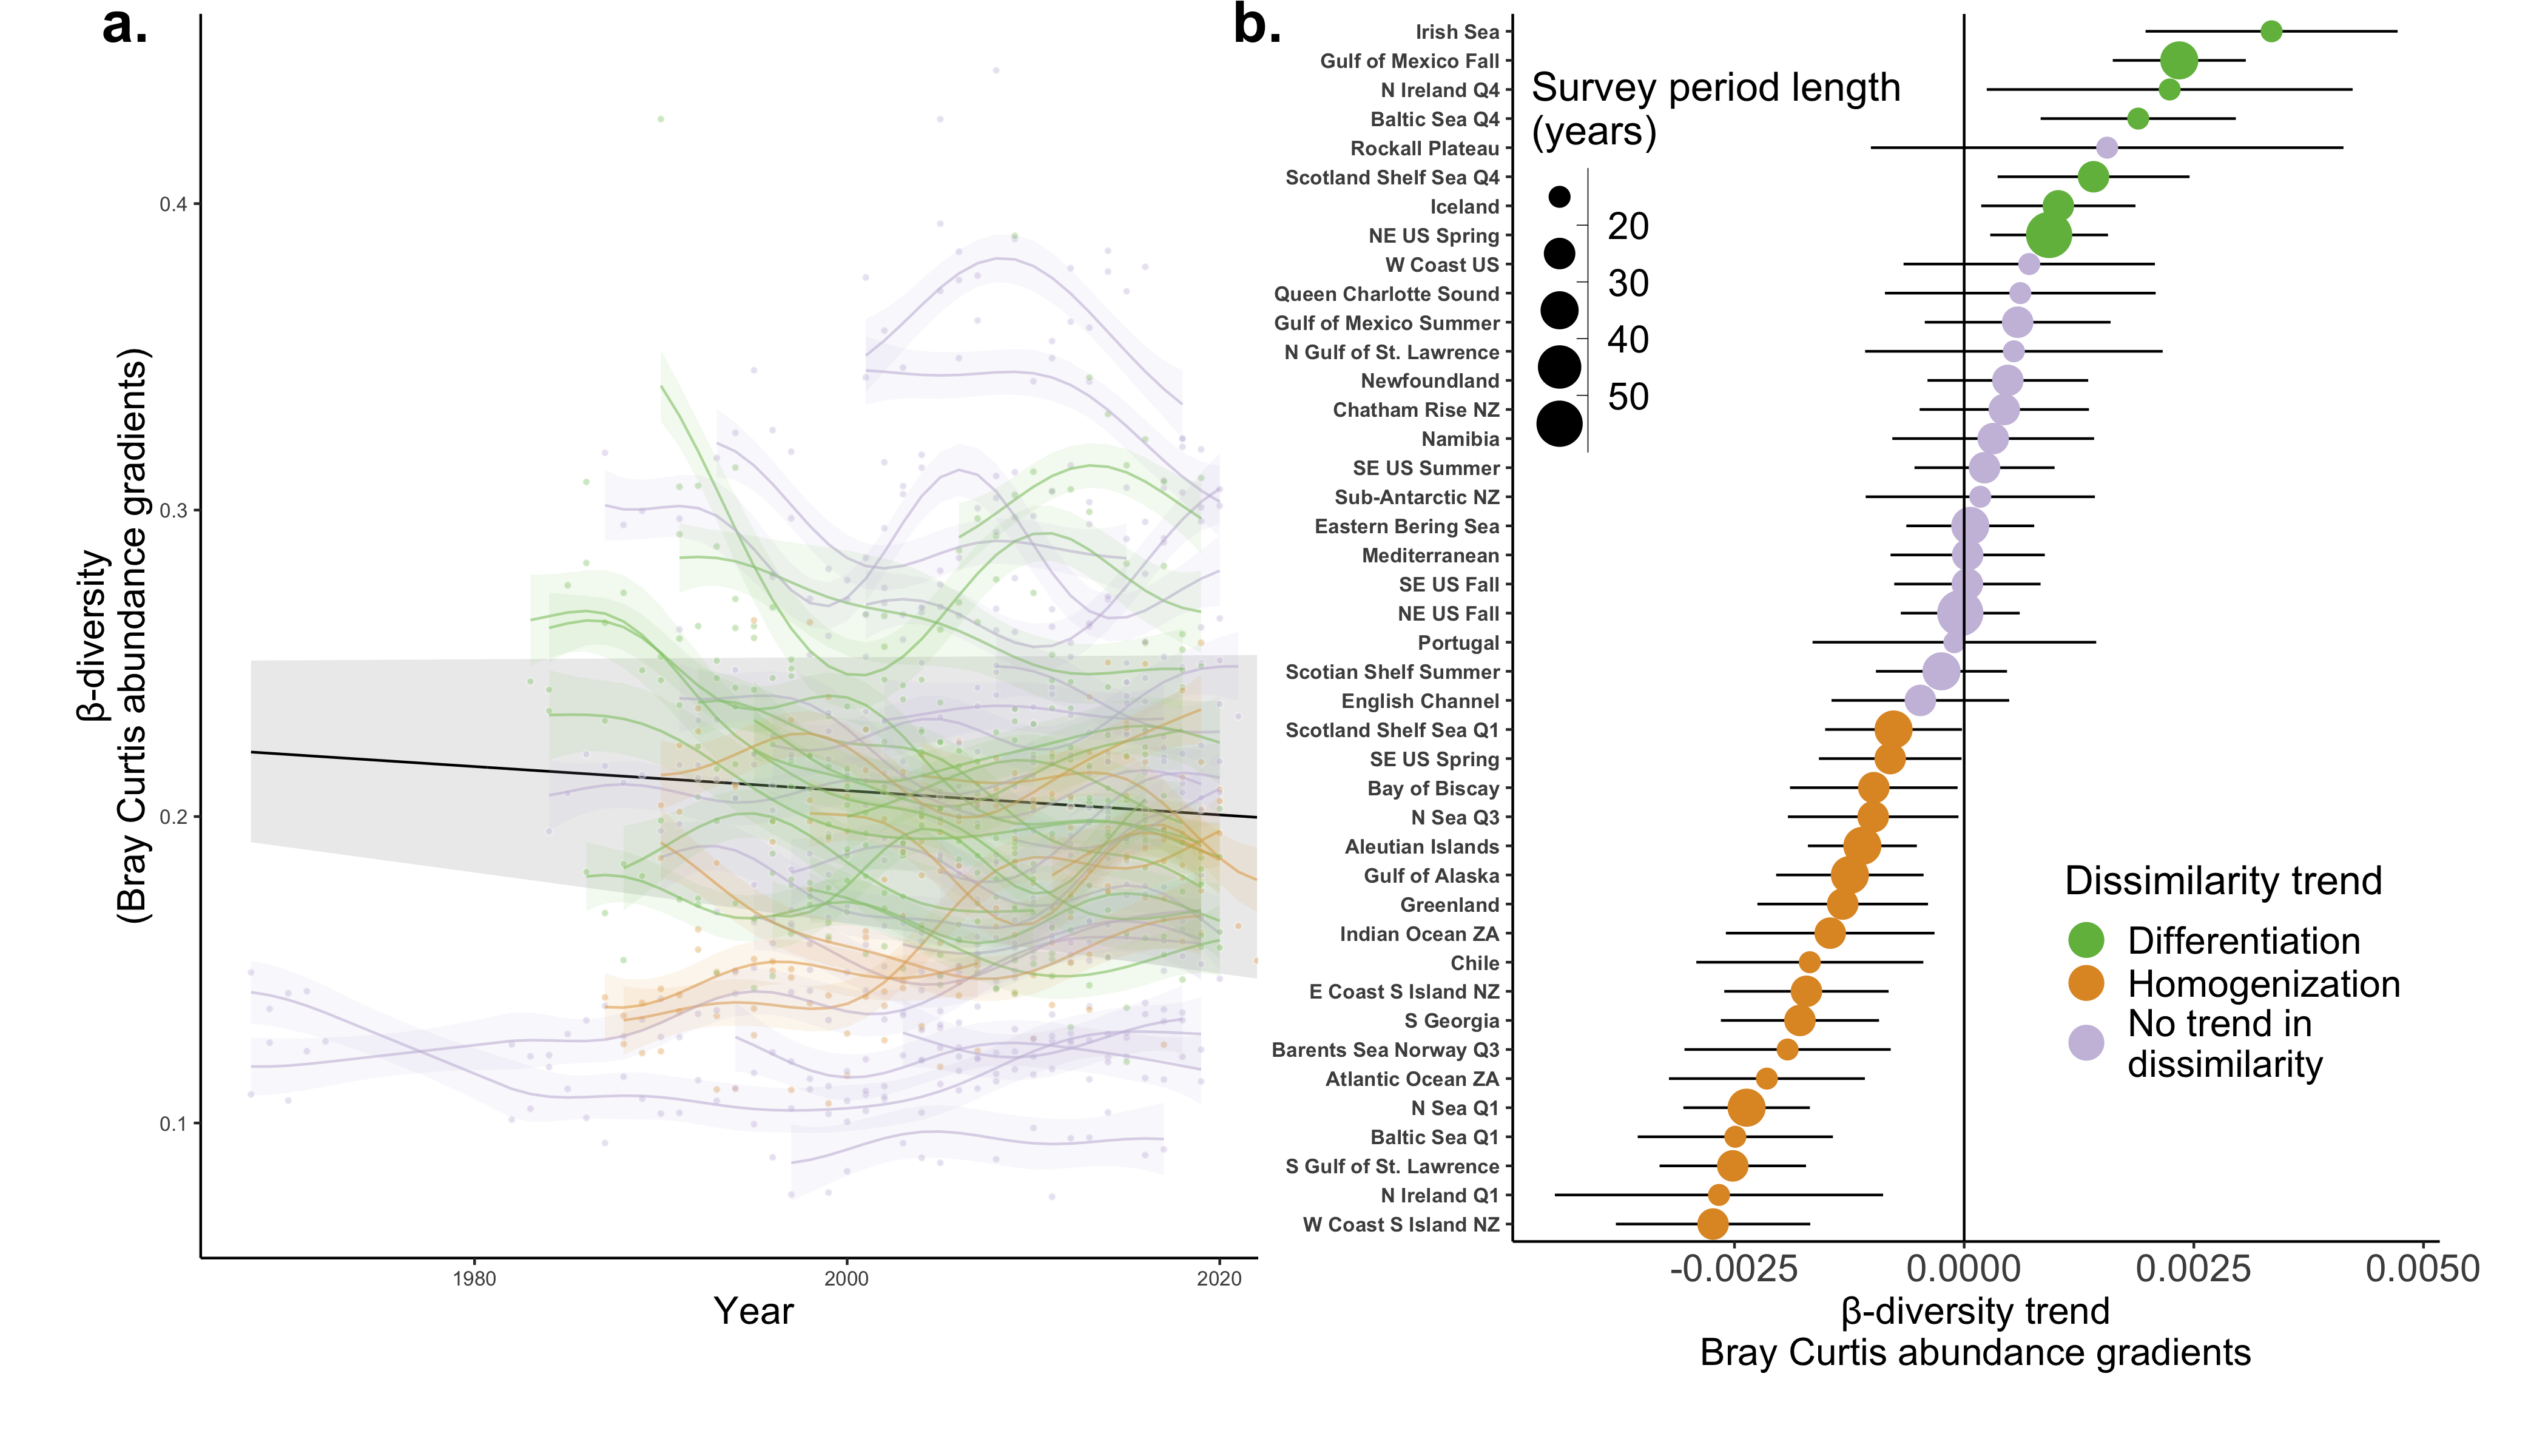 a.
β-diversity
(Bray Curtis abundance gradients)
0.4
0.3
0.2
0.1
1980
2000
2020
Year
b.
Irish Sea
Gulf of Mexico Fall
N Ireland Q4
Baltic Sea Q4
Rockall Plateau
Scotland Shelf Sea Q4
Iceland
NE US Spring
W Coast US
Queen Charlotte Sound
Gulf of Mexico Summer
N Gulf of St. Lawrence
Newfoundland
Chatham Rise NZ
Namibia
SE US Summer
Sub-Antarctic NZ
Eastern Bering Sea
Mediterranean
SE US Fall
NE US Fall
Portugal
Scotian Shelf Summer
English Channel
Scotland Shelf Sea Q1
SE US Spring
Bay of Biscay
N Sea Q3
Aleutian Islands
Gulf of Alaska
Greenland
Indian Ocean ZA
Chile
E Coast S Island NZ
S Georgia
Barents Sea Norway Q3
Atlantic Ocean ZA
N Sea Q1
Baltic Sea Q1
S Gulf of St. Lawrence
N Ireland Q1
W Coast S Island NZ
Survey period length
(years)
20
30
40
50
Dissimilarity trend
Differentiation
Homogenization
No trend in
dissimilarity
-0.0025
0.0000
0.0025
0.0050
β-diversity trend
Bray Curtis abundance gradients